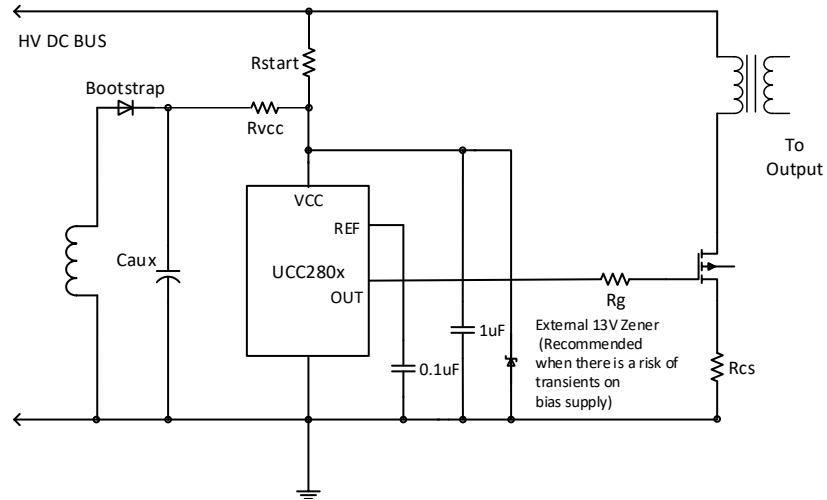 HV DC BUS
Rstart
Bootstrap
Rvcc
To
Output
VCC
REF
Caux
UCC280x
OUT
Rg
1uF
External 13V Zener
(Recommended
when there is a risk of
transients on
bias supply)
0.1uF
Rcs